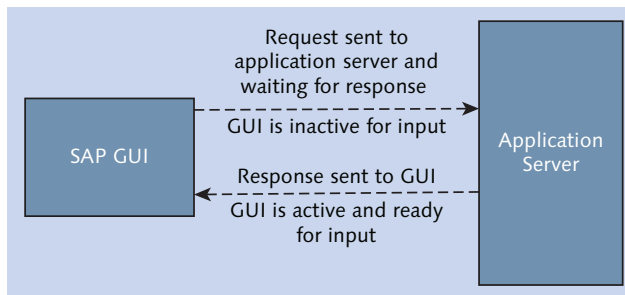 Request sent to
application server and
waiting for response
GUI is inactive for input
SAP GUI
Application
Server
Response sent to GUI
GUI is active and ready
for input